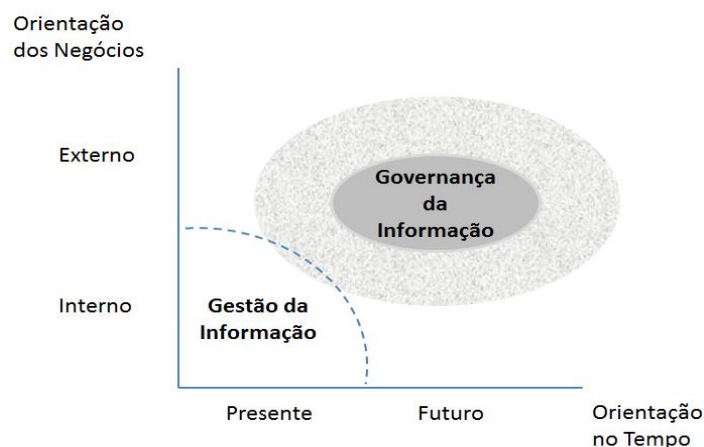 Orientação
dos Negócios
Externo
Governança
da
Informação
Interno
Gestão da
Informação
Presente
Futuro
Orientação
no Tempo